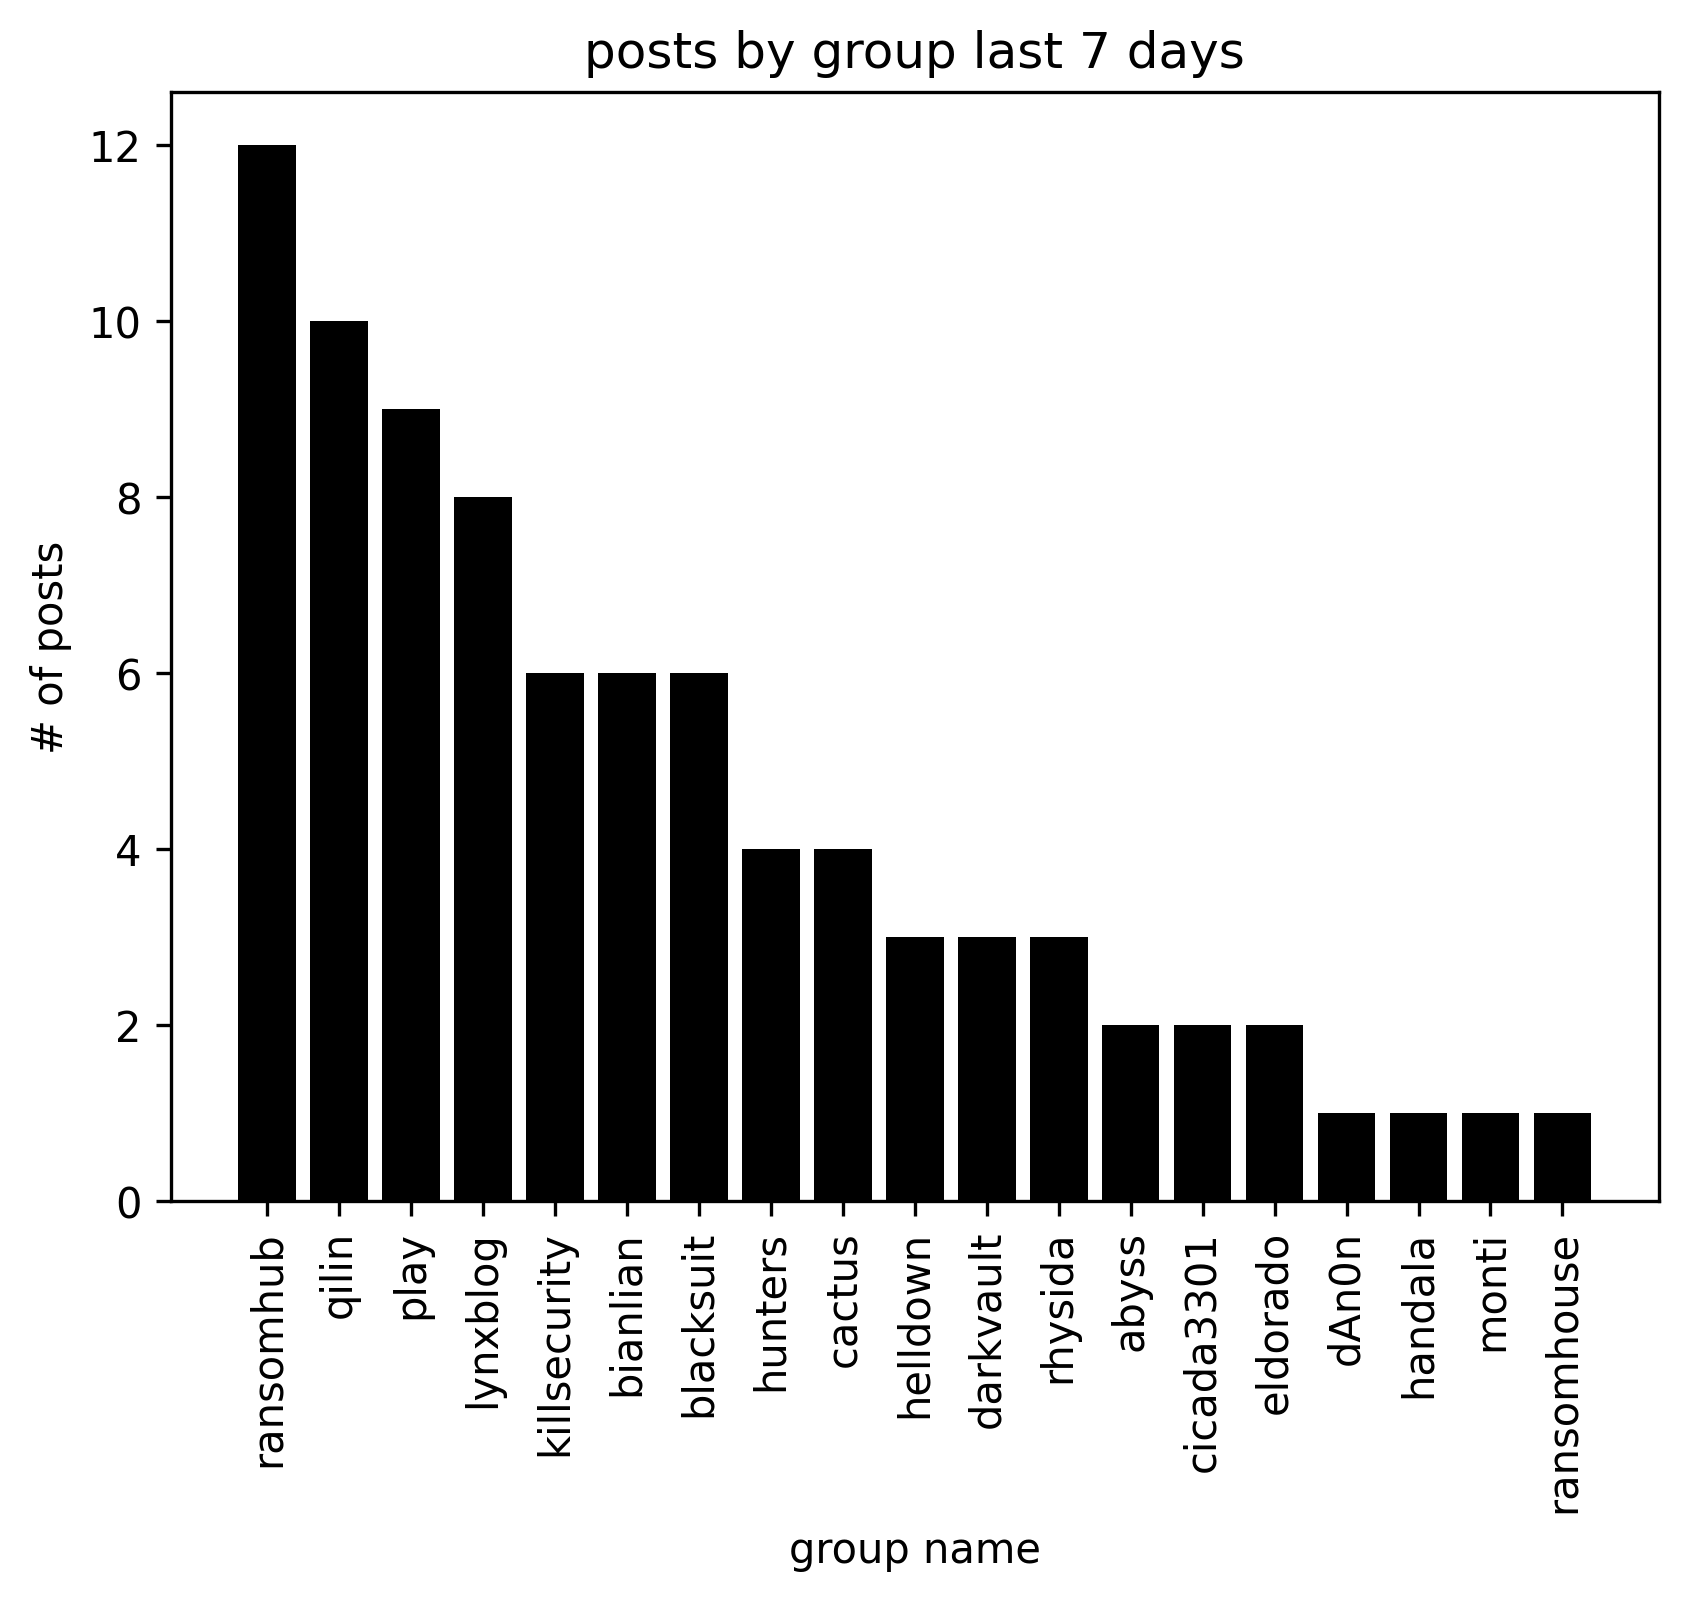 posts by group last 7 days
12
10
8
6
4
2
0
# of posts
ransomhub
qilin
play
lynxblog
killsecurity
bianlian
blacksuit
hunters
cactus
helldown
darkvault
rhysida
abyss
cicada3301
eldorado
dAn0n
handala
monti
ransomhouse
group name